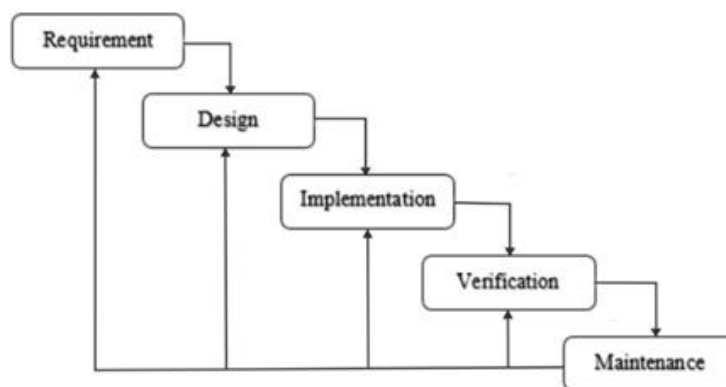 Requirement
Design
Implementation
Verification
Maintenance